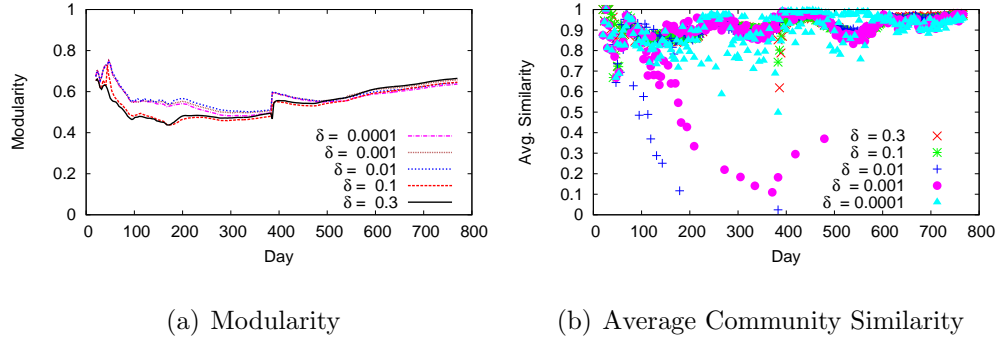 1
0.8
0.6
0.4
0.2
0
Modularity
0 100 200 300 400 500 600 700 800
Day
δ = 0.0001
δ = 0.001
δ = 0.01
δ = 0.1
δ = 0.3
(a) Modularity
1
0.9
0.8
0.7
0.6
0.5
0.4
0.3
0.2
0.1
0
Avg. Similarity
0 100 200 300 400 500 600 700 800
Day
δ = 0.3
δ = 0.1
δ = 0.01
δ = 0.001
δ = 0.0001
(b) Average Community Similarity